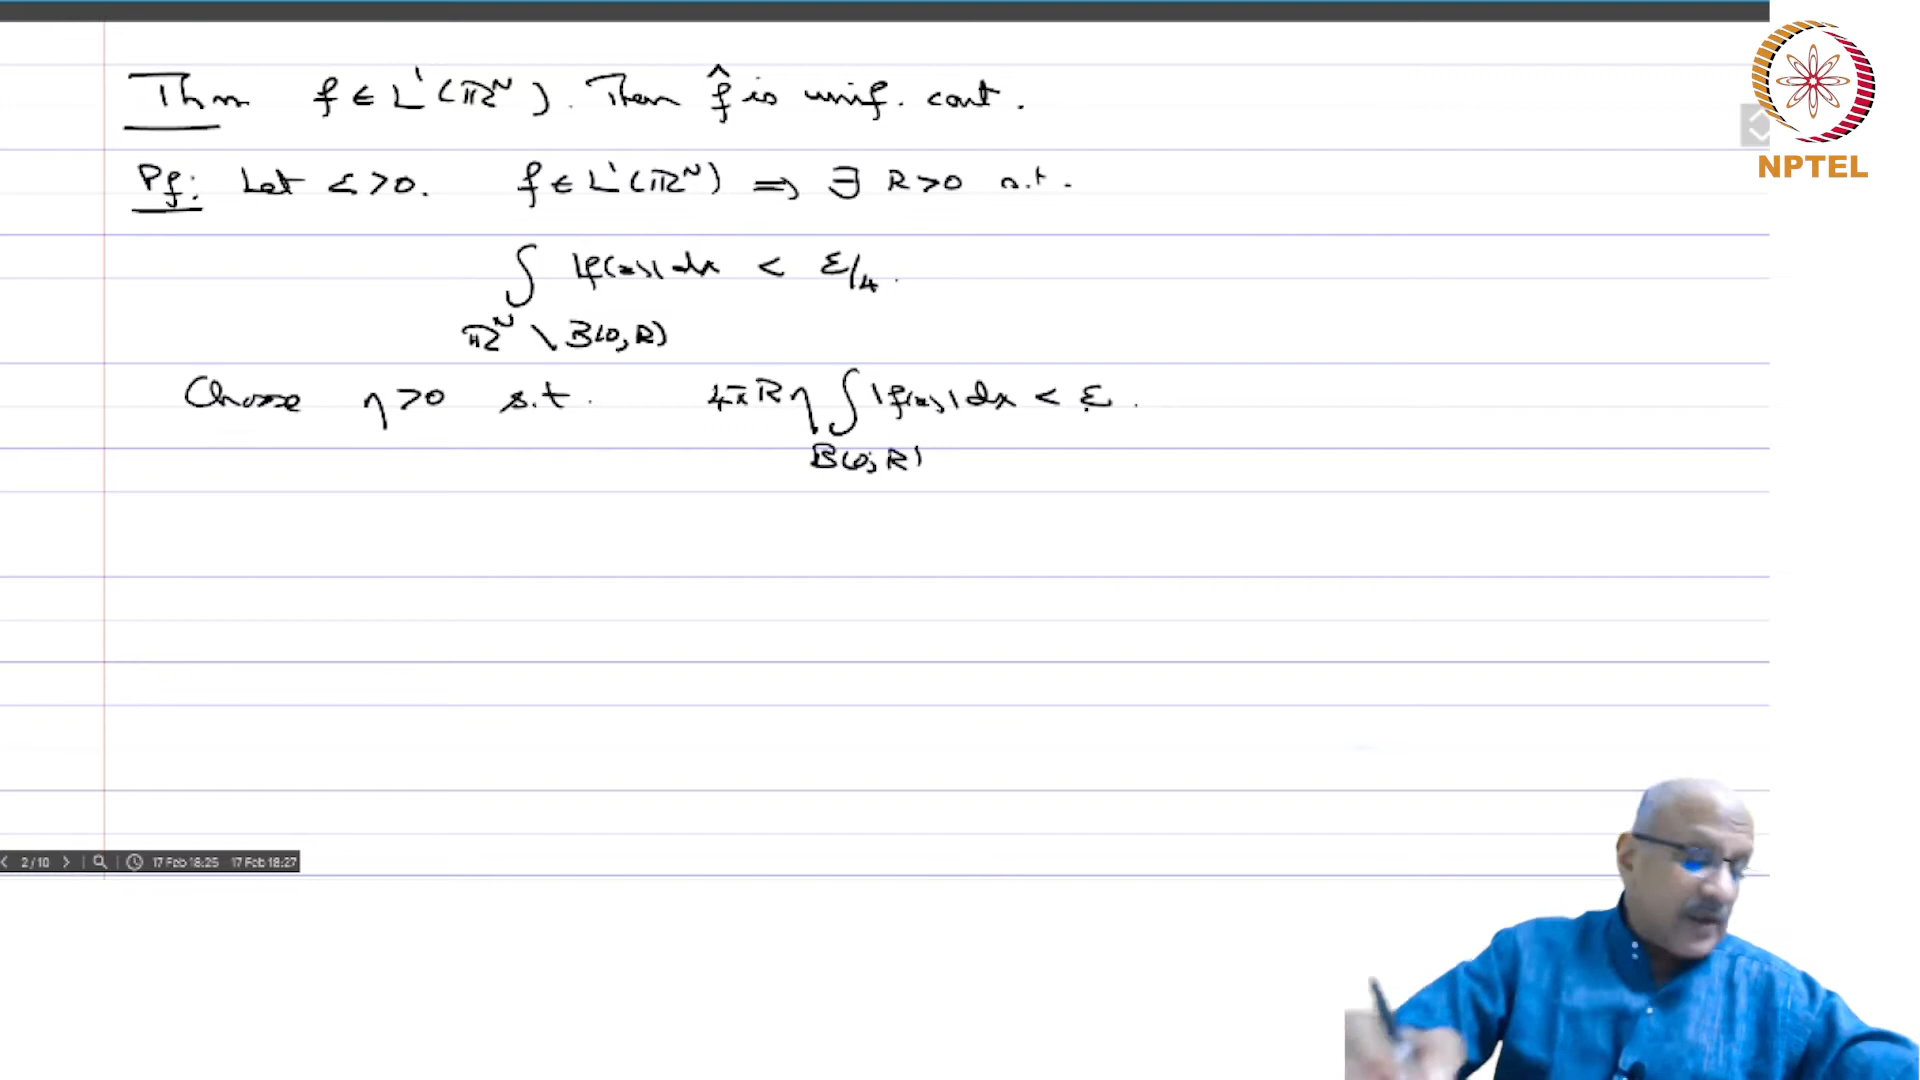 Thm f ∈ L¹(ℝᴺ). Then f̂ is unif. cont.
NPTEL
Pf: Let ε > 0. f ∈ L¹(ℝᴺ) ⇒ ∃ R > 0 s.t.
∫ |f(x)| dx < ε/4.
ℝᴺ \ B(0,R)
Choose η > 0 s.t. 4πRη ∫ |f(x)| dx < ε.
B(0;R)
2/10 17 Feb 18:25 17 Feb 18:27